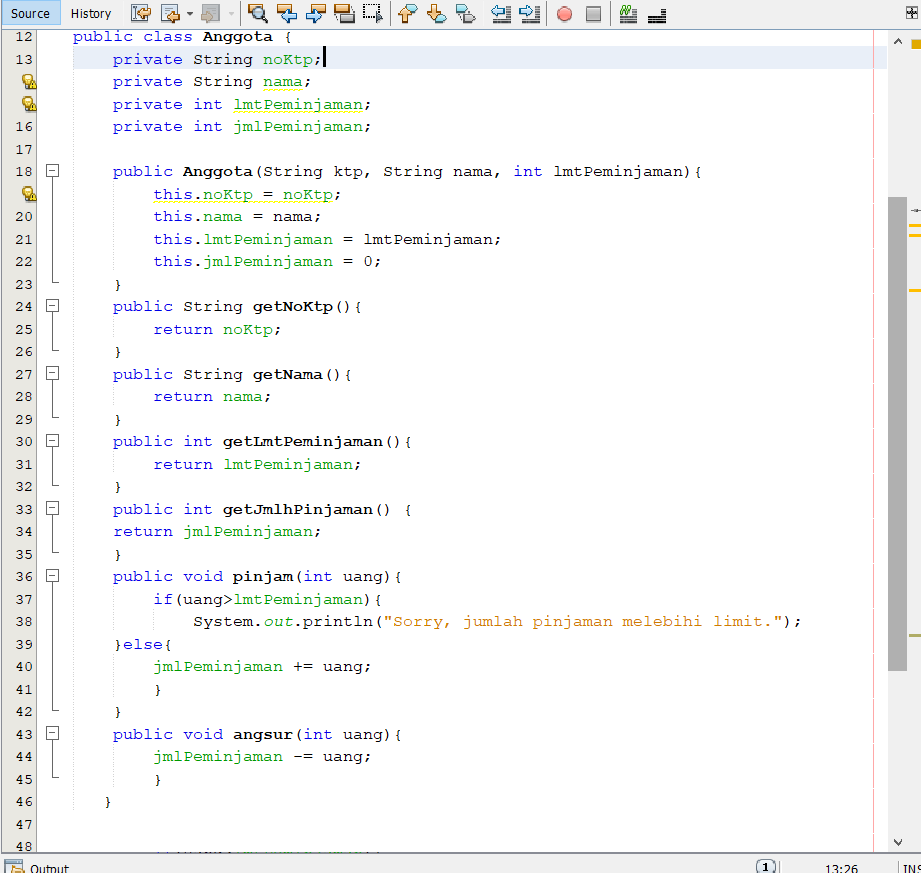 Source History
12 public class Anggota {
13 private String noKtp;
private String nama;
private int lmtPeminjaman;
16 private int jmlPeminjaman;
17
18 public Anggota(String ktp, String nama, int lmtPeminjaman){
this.noKtp = noKtp;
20 this.nama = nama;
21 this.lmtPeminjaman = lmtPeminjaman;
22 this.jmlPeminjaman = 0;
23 }
24 public String getNoKtp(){
25 return noKtp;
26 }
27 public String getNama(){
28 return nama;
29 }
30 public int getLmtPeminjaman(){
31 return lmtPeminjaman;
32 }
33 public int getJmlhPinjaman() {
34 return jmlPeminjaman;
35 }
36 public void pinjam(int uang){
37 if(uang>lmtPeminjaman){
38 System.out.println("Sorry, jumlah pinjaman melebihi limit.");
39 }else{
40 jmlPeminjaman += uang;
41 }
42 }
43 public void angsur(int uang){
44 jmlPeminjaman -= uang;
45 }
46 }
47
48
Output 1 13:26 INS